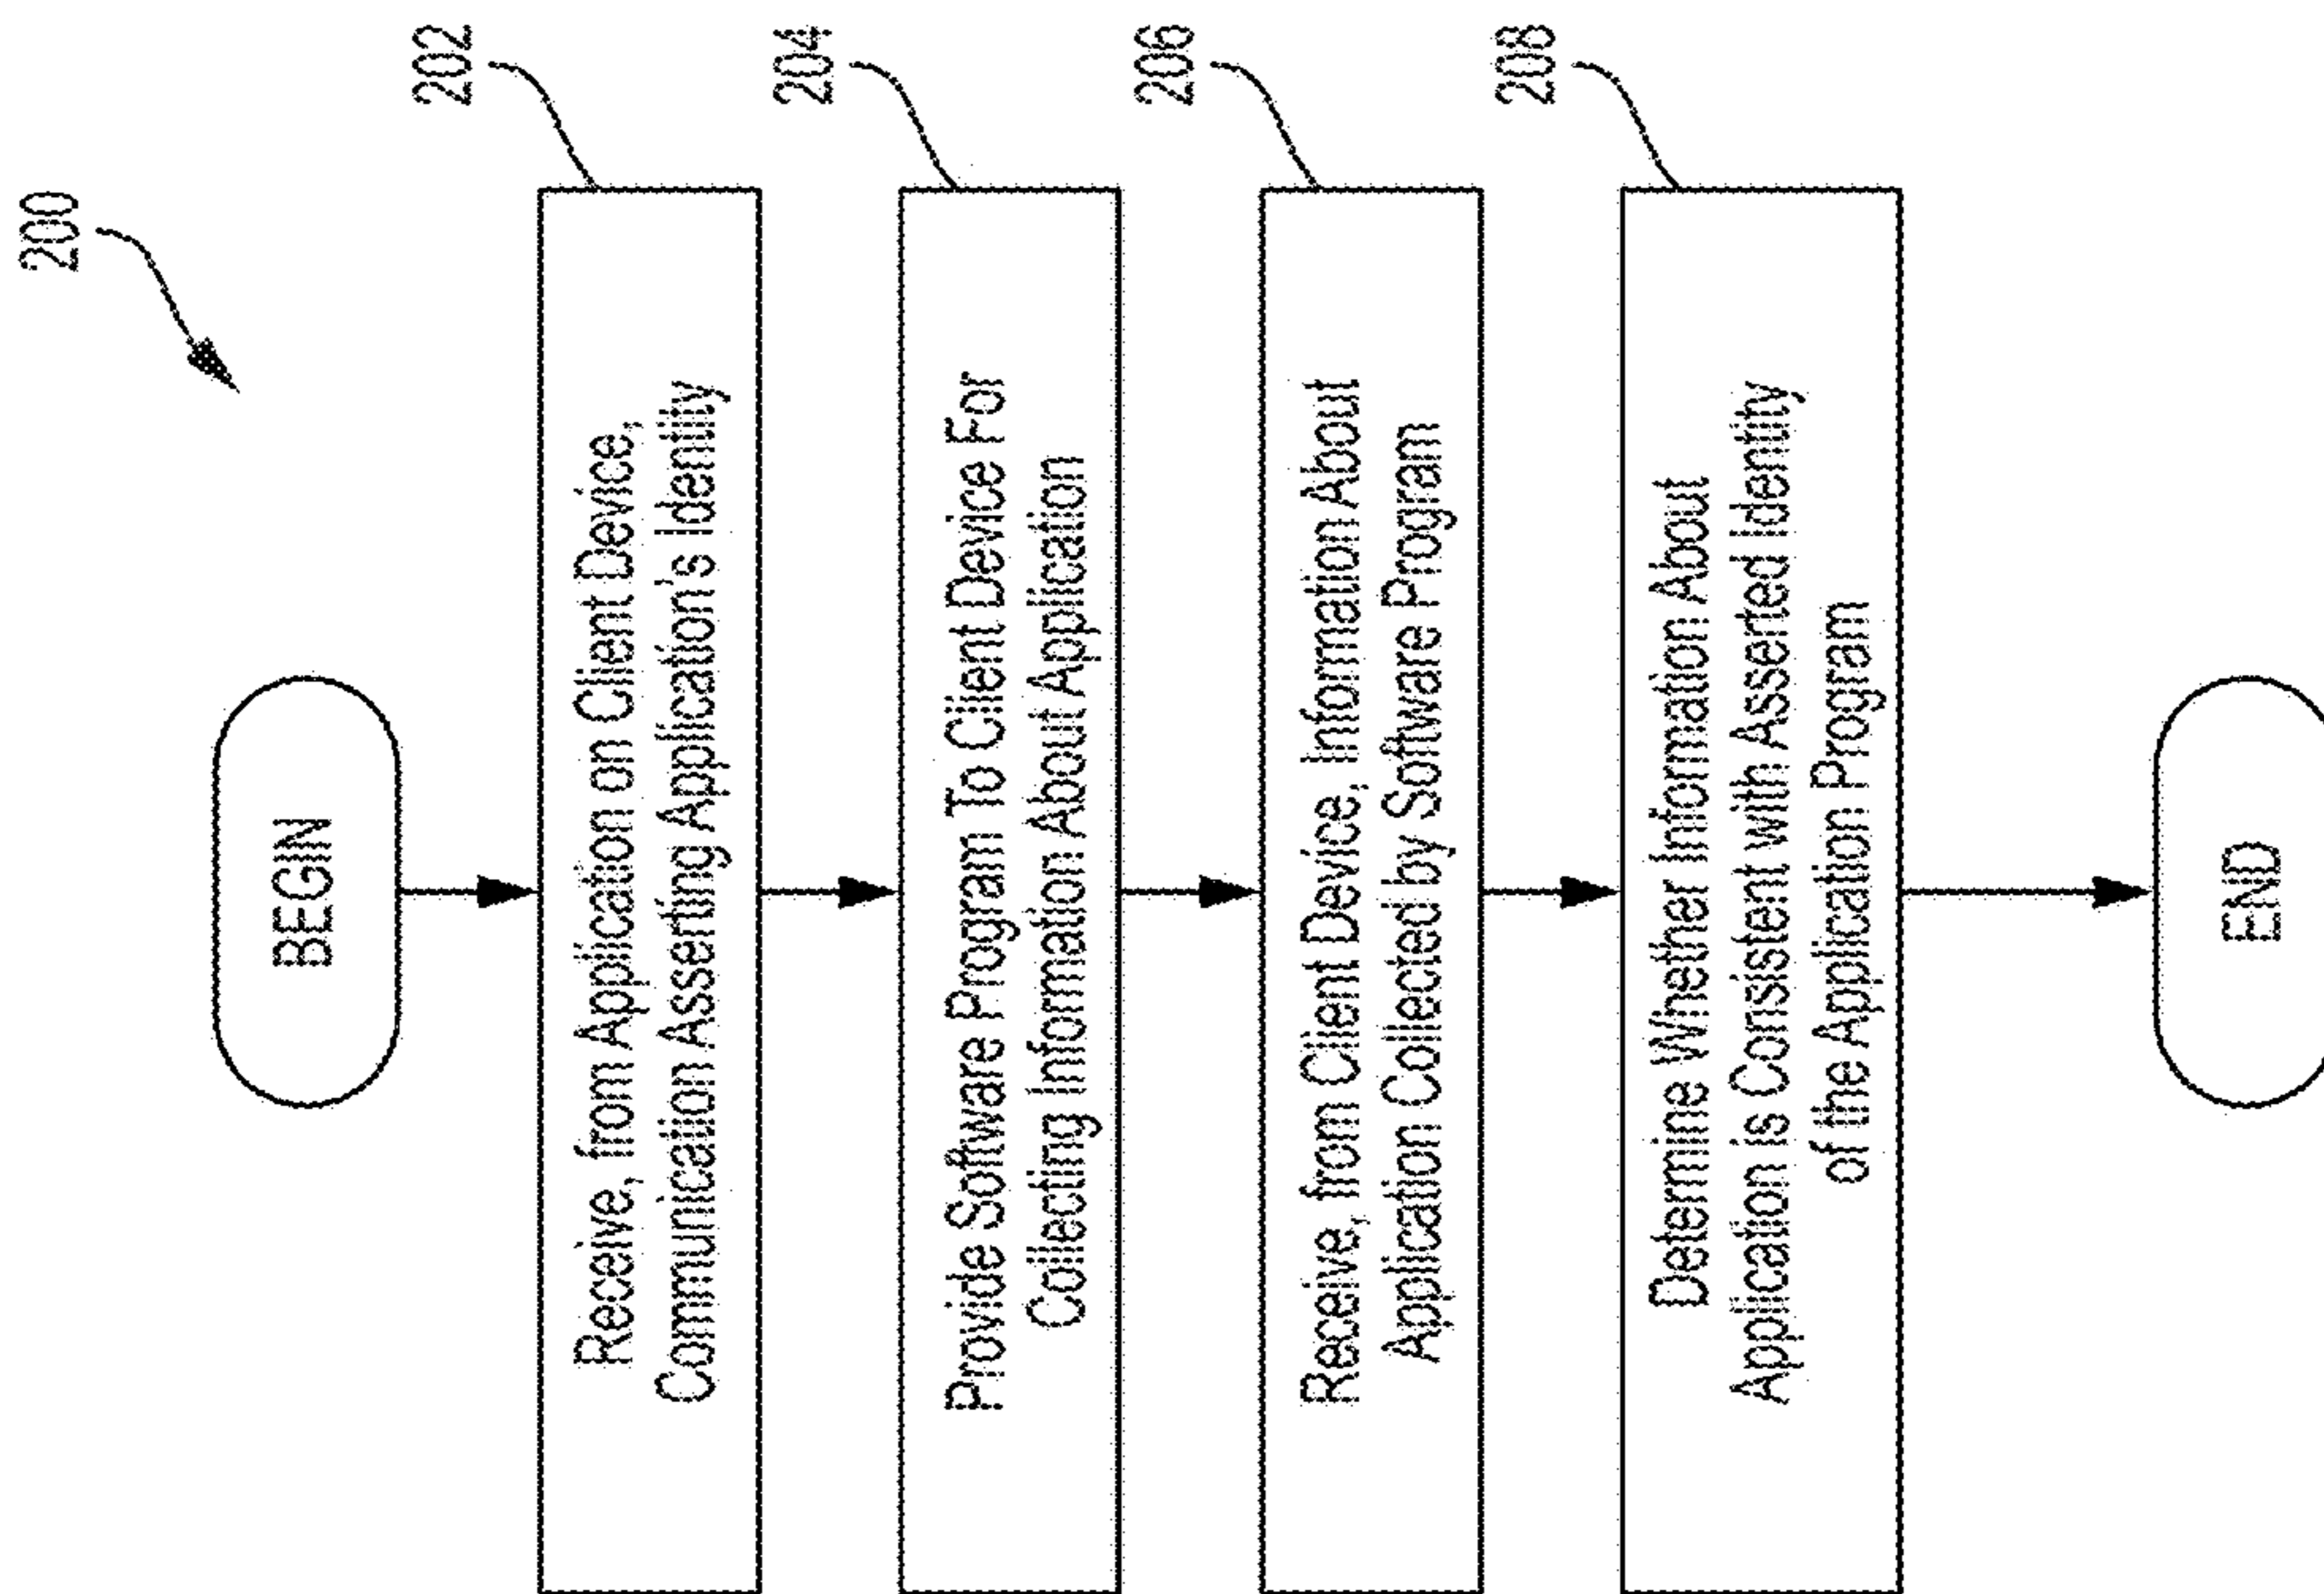 200
BEGIN
202
Receive, from Application on Client Device,
Communication Asserting Application's Identity
204
Provide Software Program To Client Device For
Collecting Information About Application
206
Receive, from Client Device, Information About
Application Collected by Software Program
208
Determine Whether Information About
Application is Consistent with Asserted Identity
of the Application Program
END